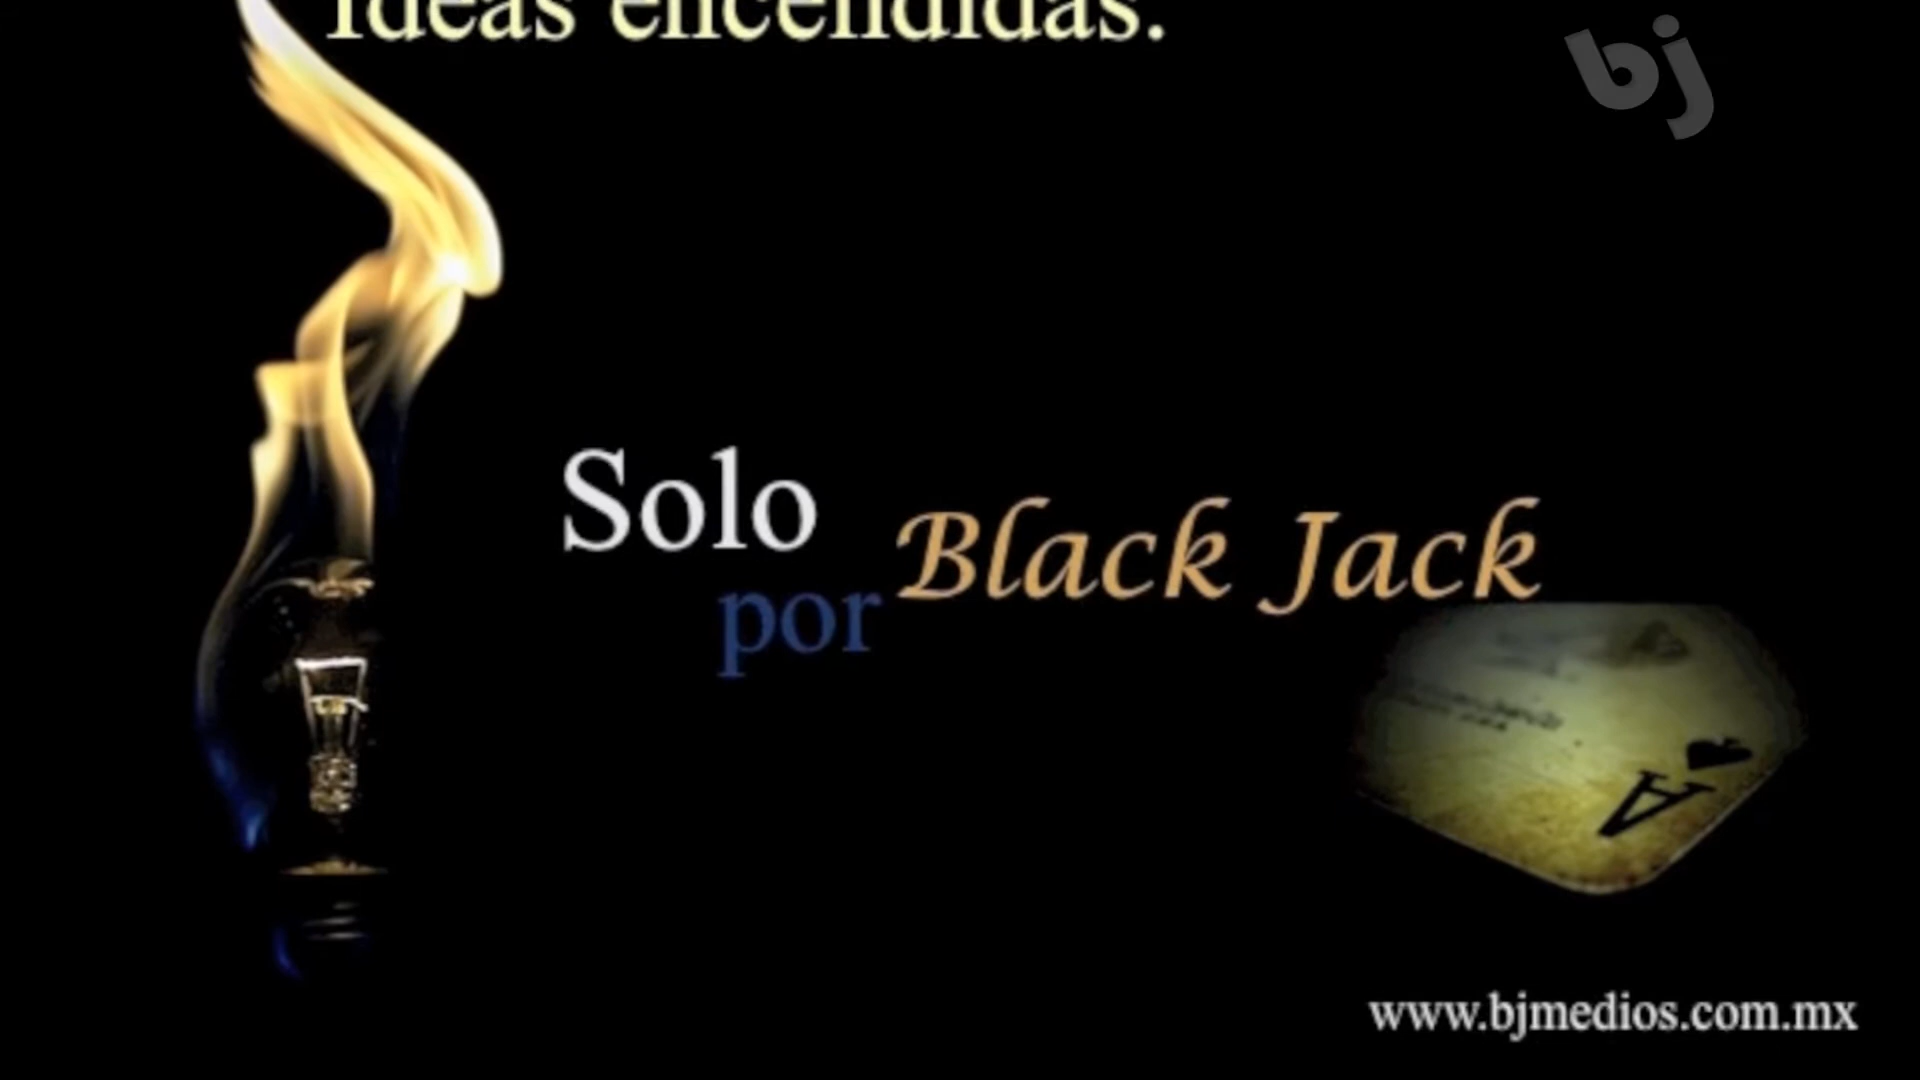 Ideas encendidas.
bj
Solo
por Black Jack
A
www.bjmedios.com.mx